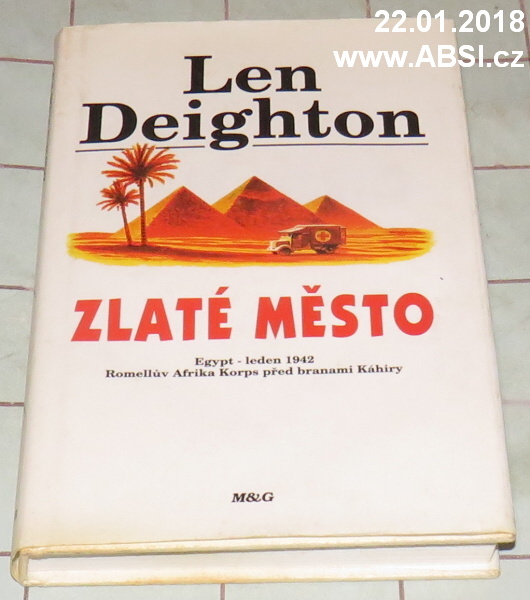 22.01.2018
www.ABSI.cz
Len
Deighton
ZLATÉ MĚSTO
Egypt - leden 1942
Romellův Afrika Korps před branami Káhiry
M&G